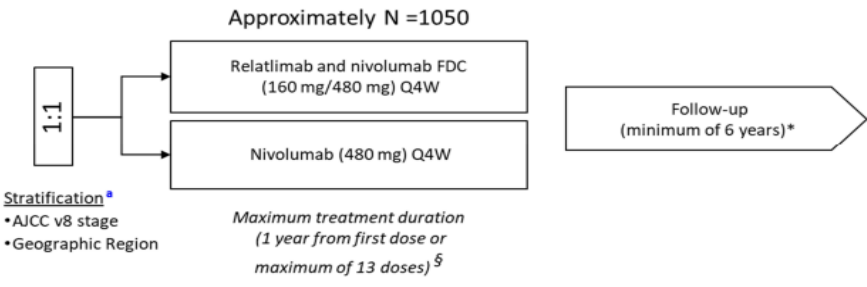 Approximately N =1050
1:1
Relatlimab and nivolumab FDC
(160 mg/480 mg) Q4W
Nivolumab (480 mg) Q4W
Follow-up
(minimum of 6 years)*
Stratification a
•AJCC v8 stage
•Geographic Region
Maximum treatment duration
(1 year from first dose or
maximum of 13 doses) §